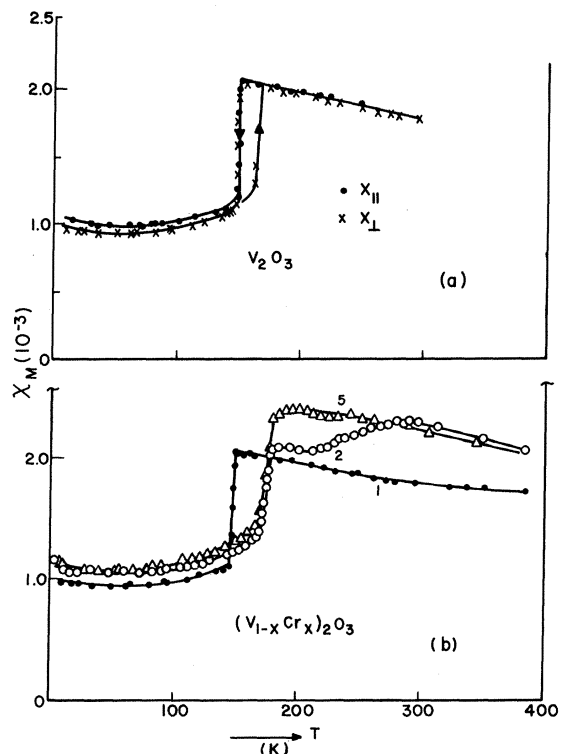 2.5
2.0
1.0
0
• X||
× X⊥
V2O3
(a)
χM (10-3)
2.0
1.0
0
5
2
1
(V1-XCrX)2O3
(b)
100
200
300
400
T
(K)